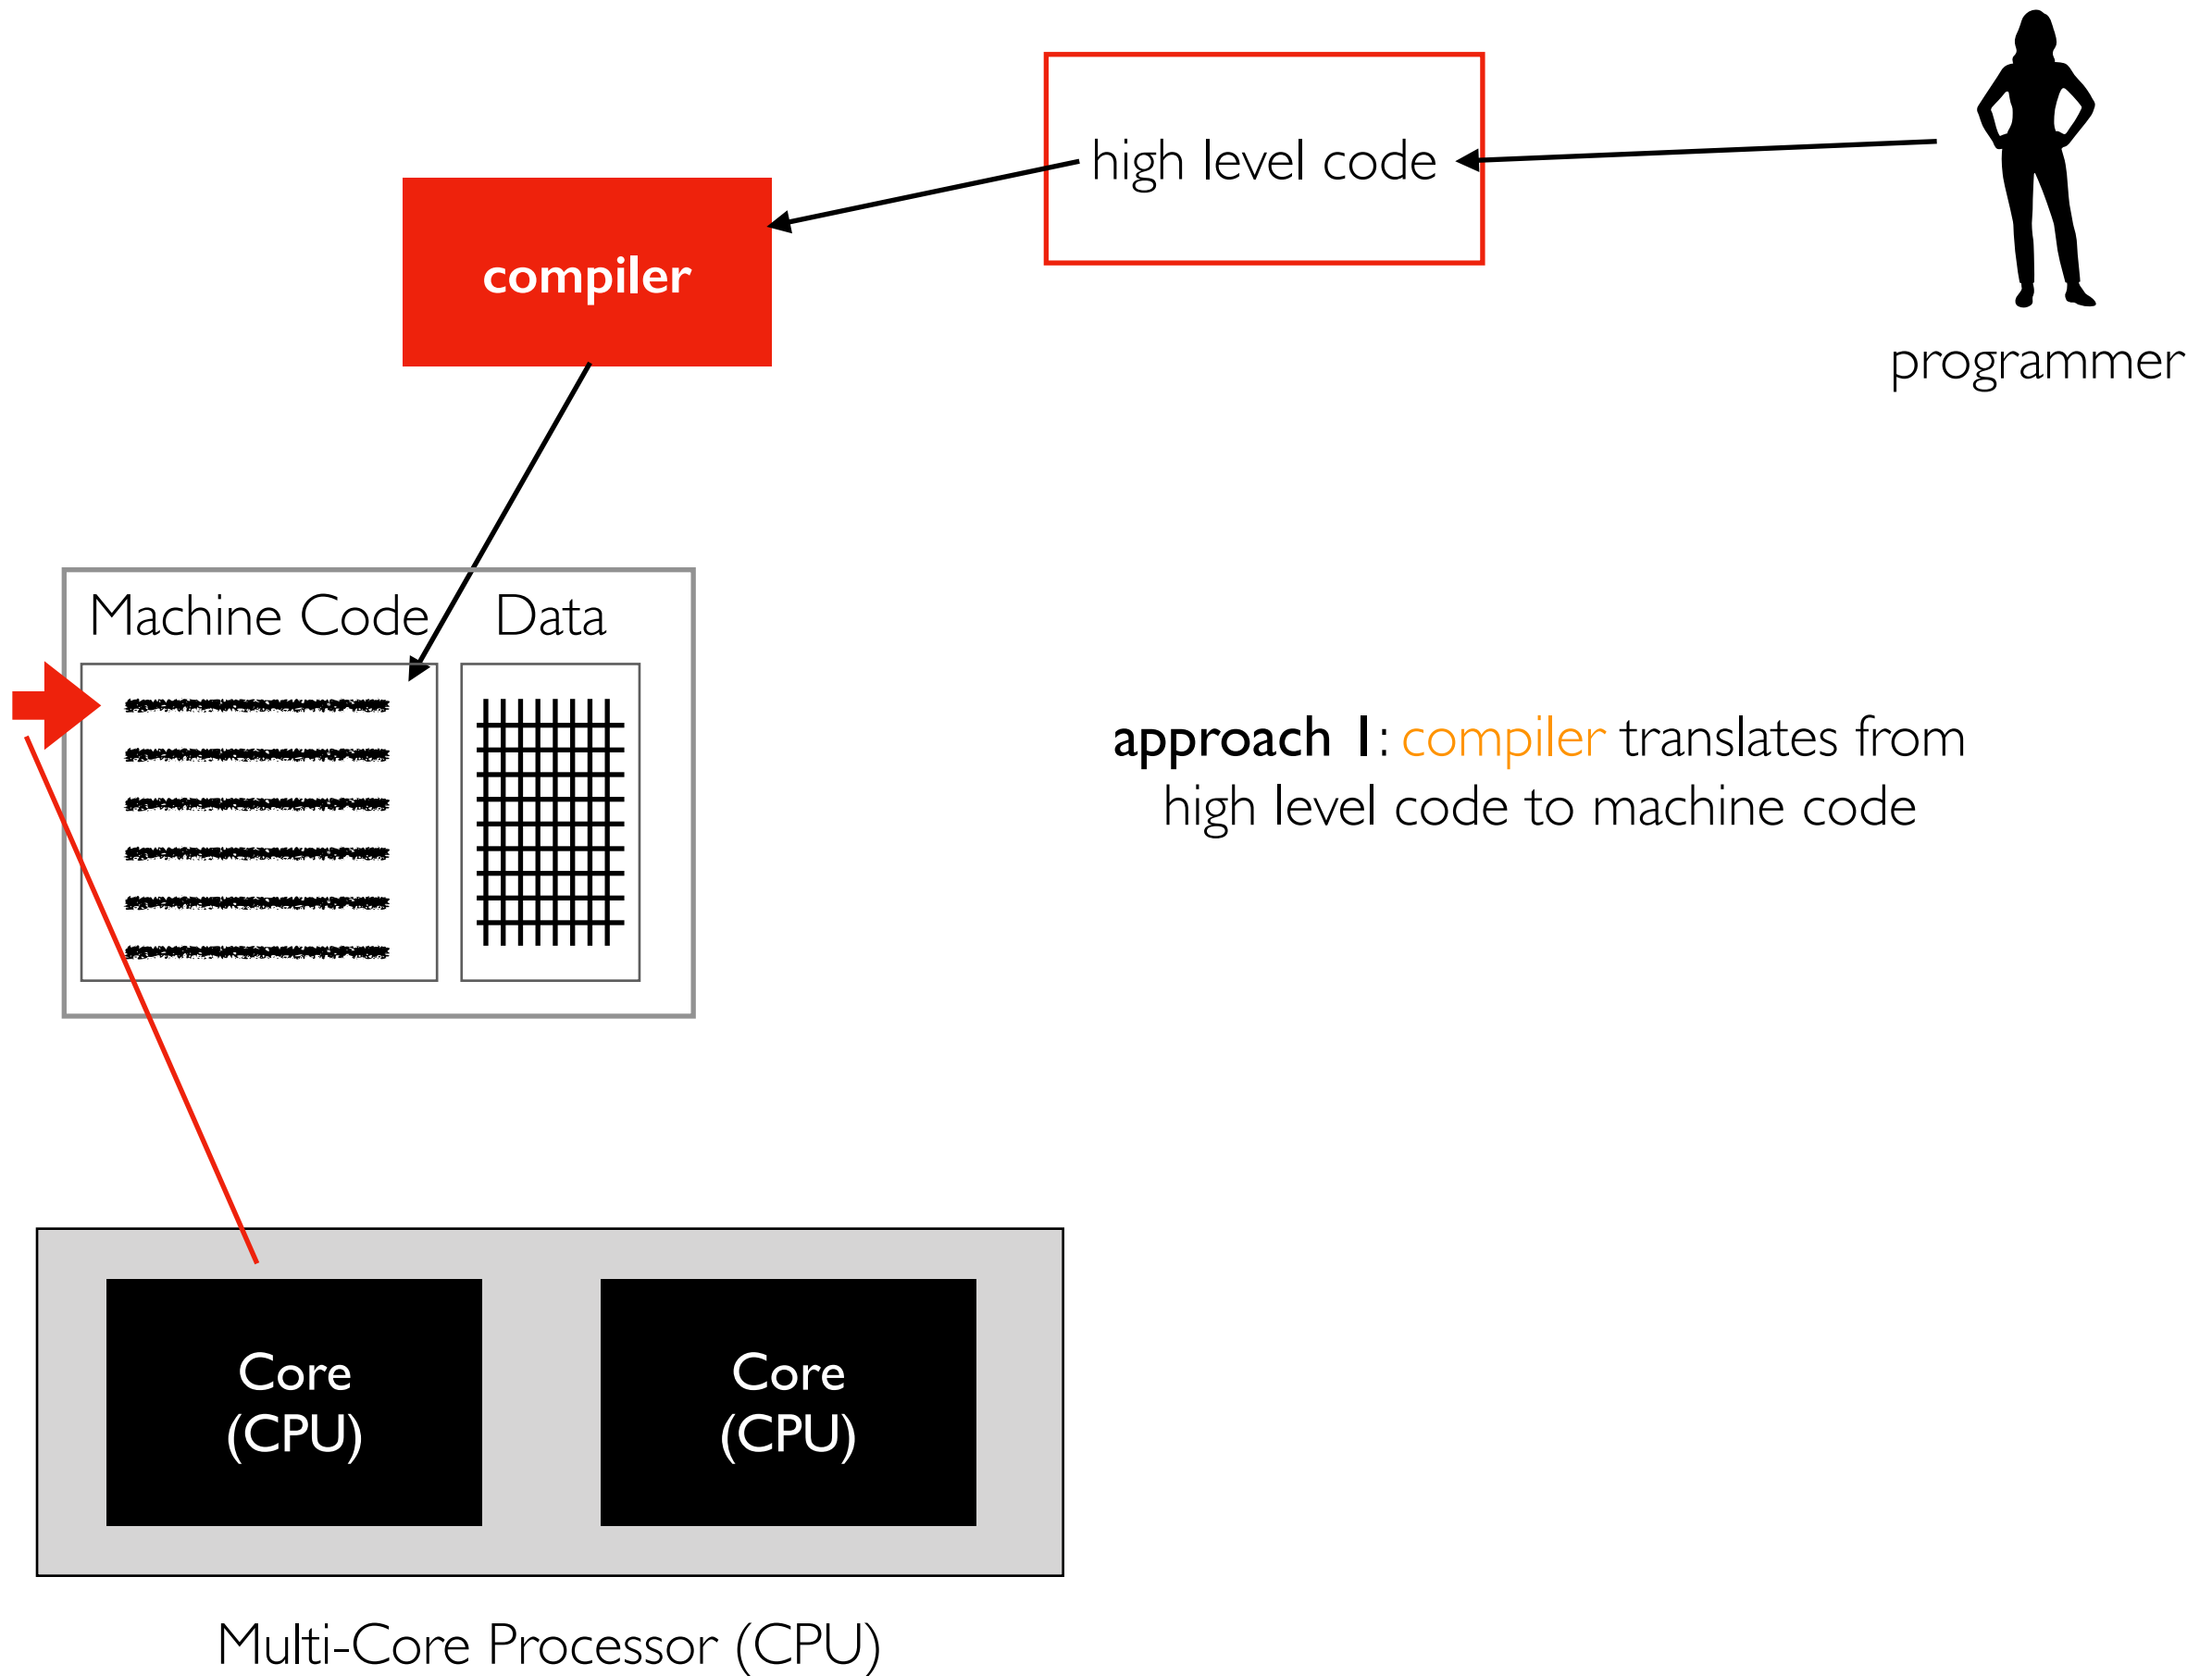 high level code
compiler
programmer
Machine Code
Data
approach 1: compiler translates from
high level code to machine code
Core
(CPU)
Core
(CPU)
Multi-Core Processor (CPU)